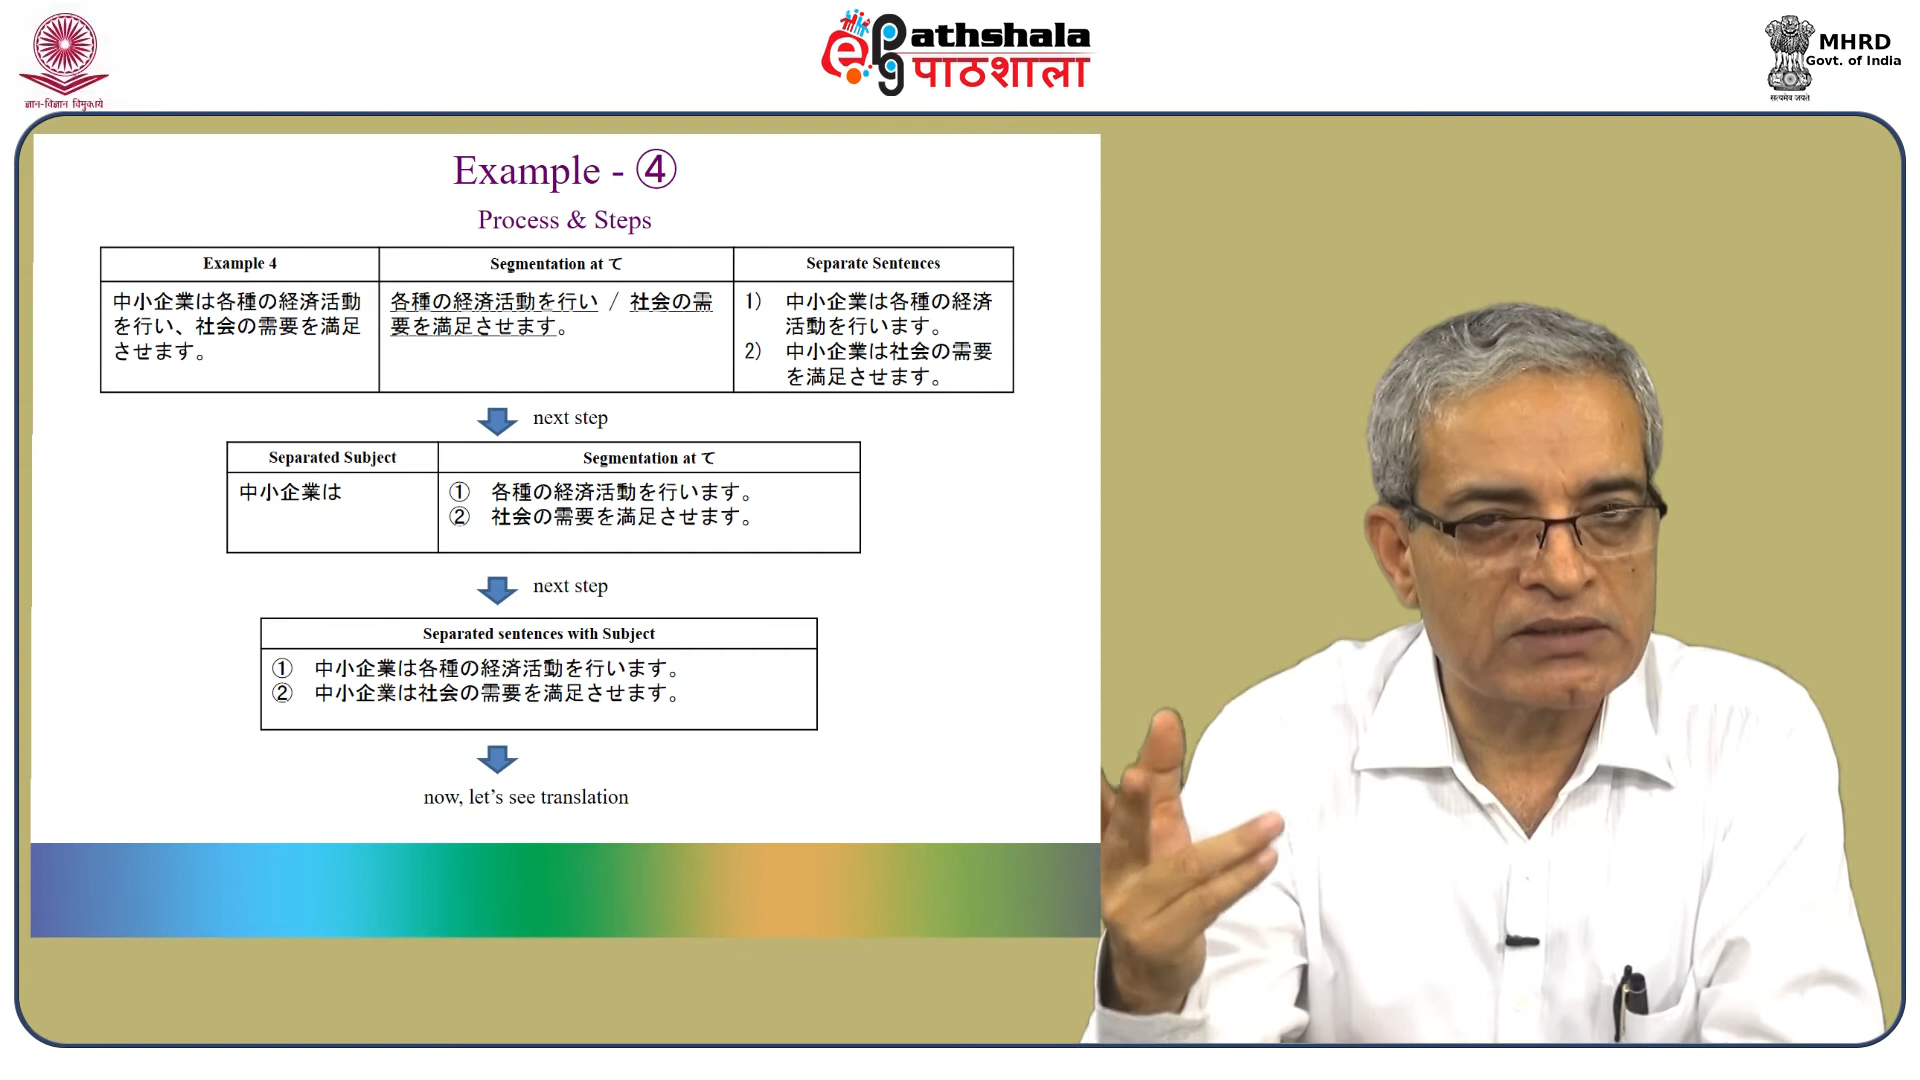 ज्ञान-विज्ञान विमुक्तये
ePathshala
पाठशाला
MHRD
Govt. of India
सत्यमेव जयते
Example - ④
Process & Steps
Example 4
Segmentation at て
Separate Sentences
中小企業は各種の経済活動
を行い、社会の需要を満足
させます。
各種の経済活動を行い / 社会の需
要を満足させます。
1) 中小企業は各種の経済
活動を行います。
2) 中小企業は社会の需要
を満足させます。
next step
Separated Subject
Segmentation at て
中小企業は
① 各種の経済活動を行います。
② 社会の需要を満足させます。
next step
Separated sentences with Subject
① 中小企業は各種の経済活動を行います。
② 中小企業は社会の需要を満足させます。
now, let's see translation